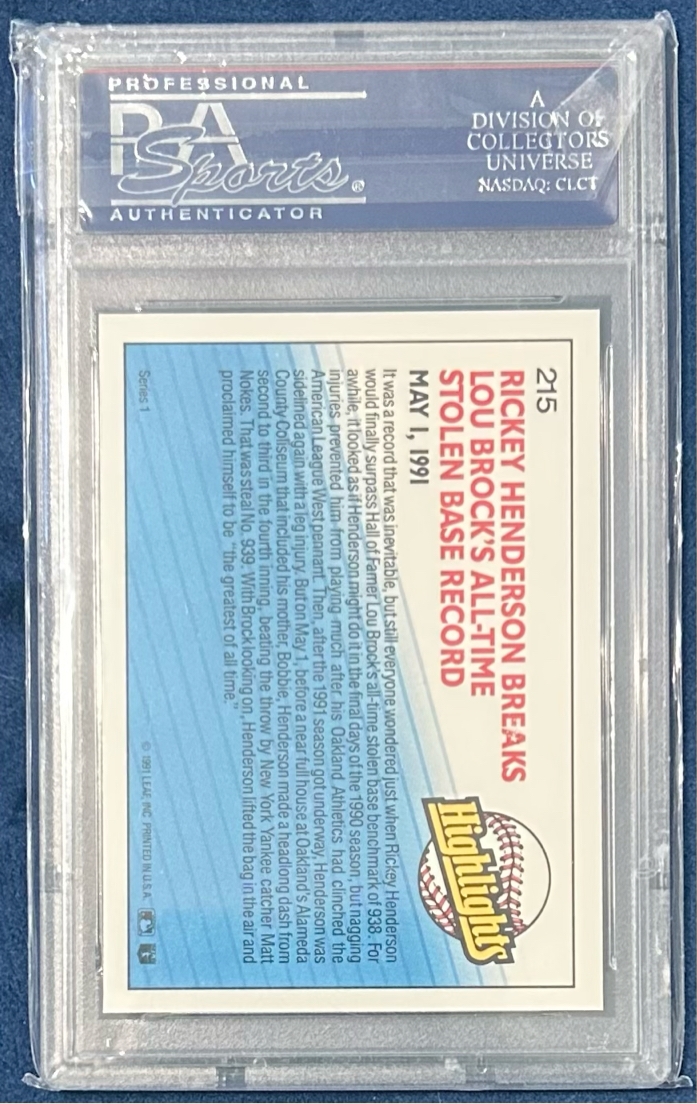 PROFESSIONAL
PSA
Sports®
AUTHENTICATOR
A
DIVISION OF
COLLECTORS
UNIVERSE
NASDAQ: CLCT
215
RICKEY HENDERSON BREAKS
LOU BROCK'S ALL-TIME
STOLEN BASE RECORD
MAY 1, 1991
Highlights
It was a record that was inevitable, but still everyone wondered just when Rickey Henderson
would finally surpass Hall of Famer Lou Brock's all-time stolen base benchmark of 938. For
awhile, it looked as if Henderson might do it in the final days of the 1990 season, but nagging
injuries prevented him from playing much after his Oakland Athletics had clinched the
American League West pennant. Then, after the 1991 season got underway, Henderson was
sidelined again with a leg injury. But on May 1, before a near full house at Oakland's Alameda
County Coliseum that included his mother, Bobbie, Henderson made a headlong dash from
second to third in the fourth inning, beating the throw by New York Yankee catcher Matt
Nokes. That was steal No. 939. With Brock looking on, Henderson lifted the bag in the air and
proclaimed himself to be "the greatest of all time."
Series 1
© 1991 LEAF, INC. PRINTED IN U.S.A.